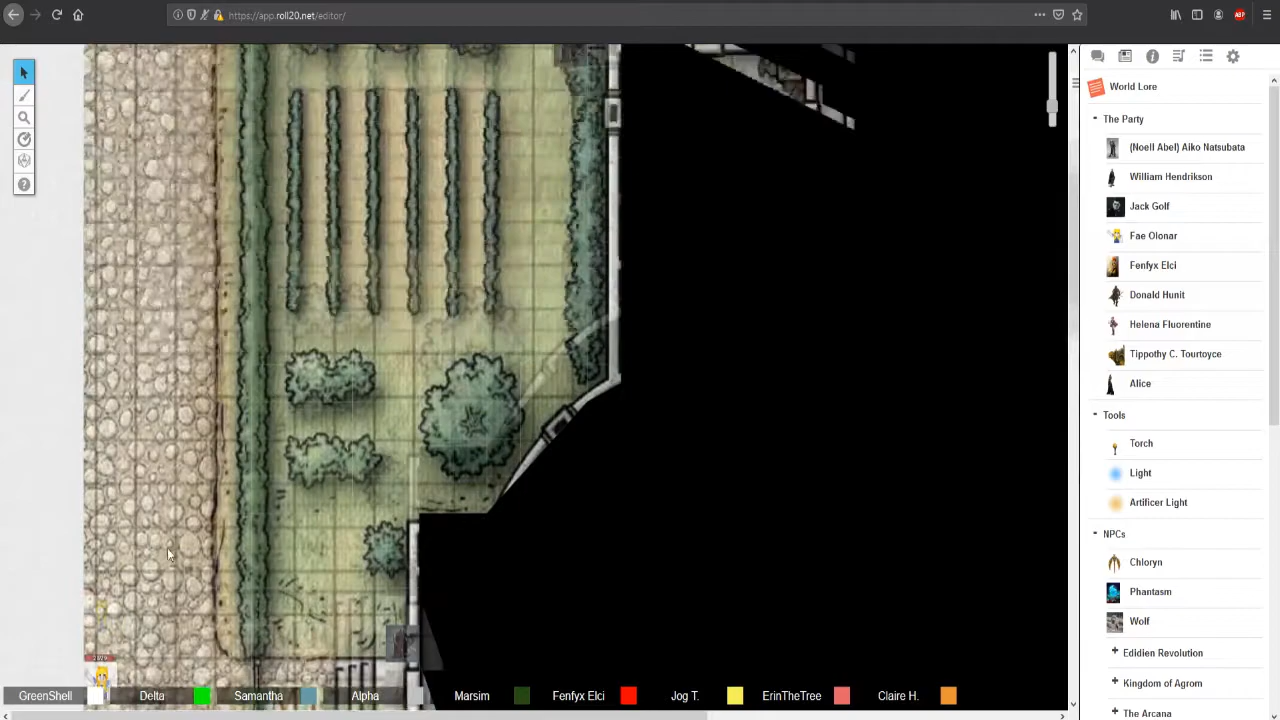 https://app.roll20.net/editor/
ABP
World Lore
The Party
(Noell Abel) Aiko Natsubata
William Hendrikson
Jack Golf
Fae Olonar
Fenfyx Elci
Donald Hunit
Helena Fluorentine
Tippothy C. Tourtoyce
Alice
Tools
Torch
Light
Artificer Light
NPCs
Chloryn
Phantasm
Wolf
Edidien Revolution
Kingdom of Agrom
The Arcana
GreenShell
Delta
Samantha
Alpha
Marsim
Fenfyx Elci
Jog T.
ErinTheTree
Claire H.